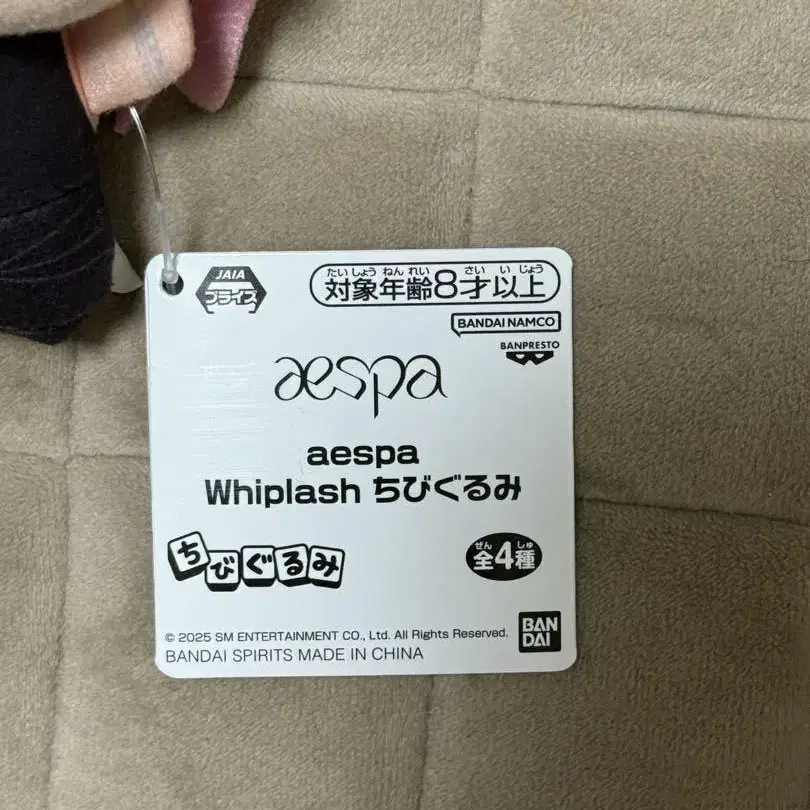 JAIA
プライズ
たいしょうねんれい さい いじょう
対象年齢8才以上
BANDAI NAMCO
BANPRESTO
aespa
aespa
Whiplash ちびぐるみ
ちびぐるみ
ぜん しゅ
全4種
© 2025 SM ENTERTAINMENT CO., Ltd. All Rights Reserved.
BANDAI SPIRITS MADE IN CHINA
BAN
DAI